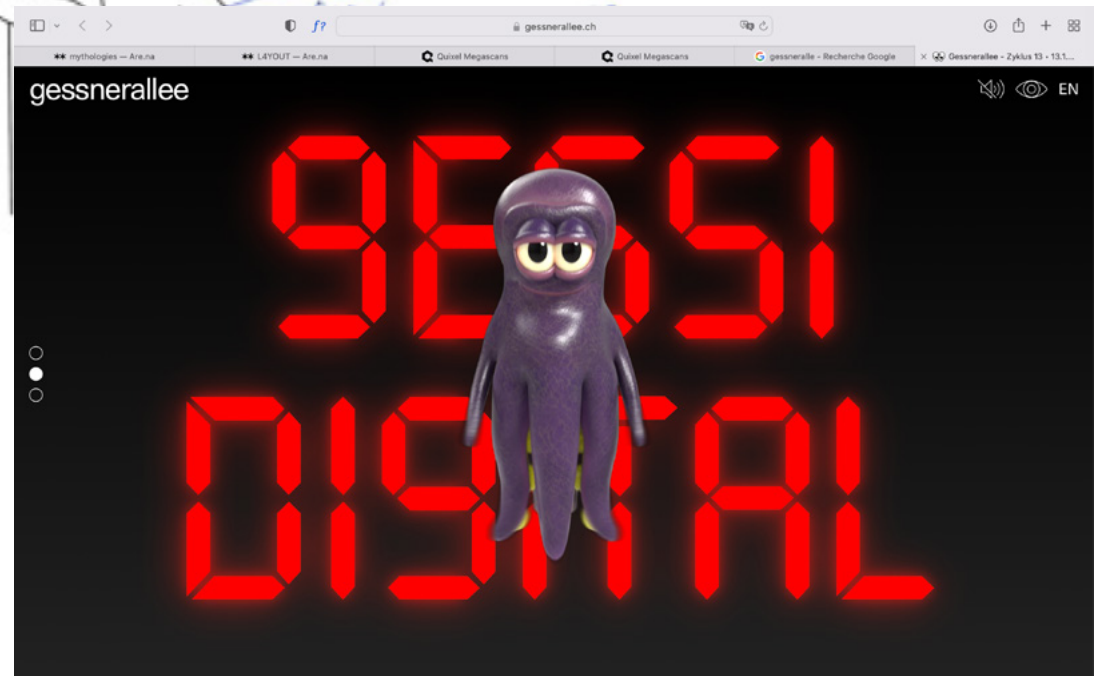 f?
gessnerallee.ch
** mythologies — Are.na
** L4YOUT — Are.na
Quixel Megascans
Quixel Megascans
gessneralle - Recherche Google
Gessnerallee - Zyklus 13 - 13.1....
gessnerallee
EN
GESSI
DIGITAL